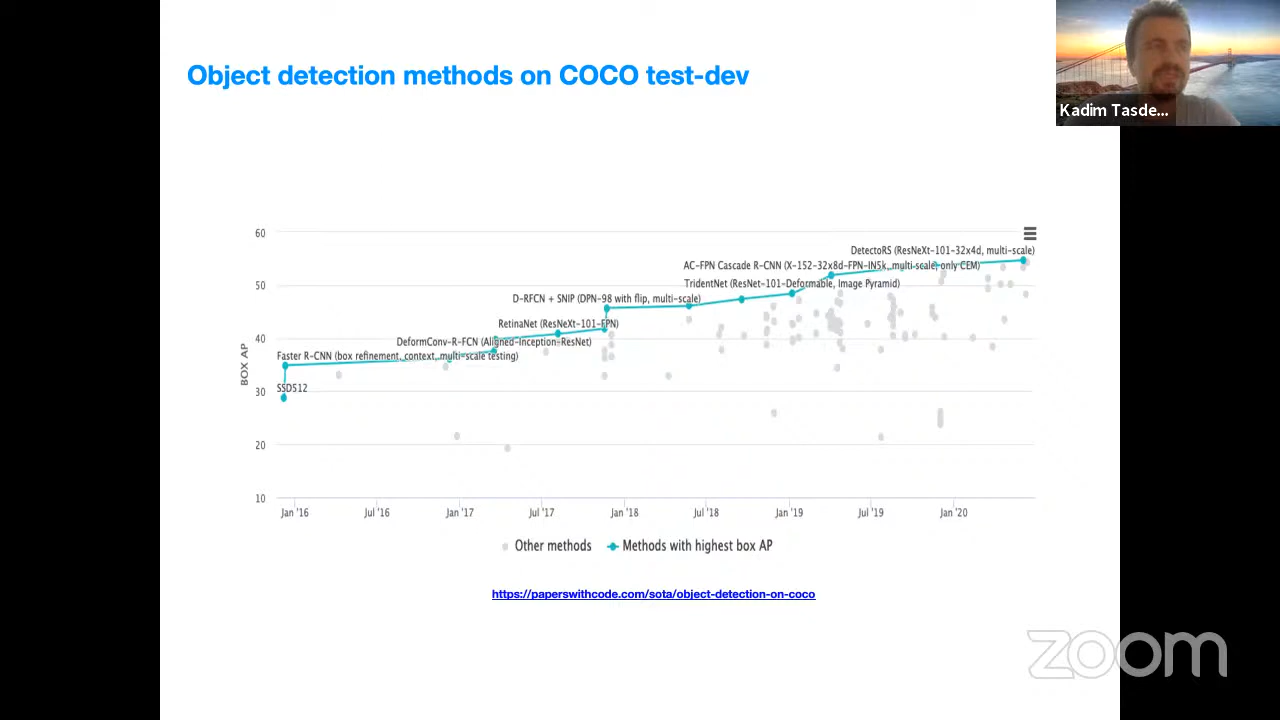 Object detection methods on COCO test-dev
Kadim Tasde...
60
50
40
30
20
10
BOX AP
DetectoRS (ResNeXt-101-32x4d, multi-scale)
AC-FPN Cascade R-CNN (X-152-32x8d-FPN-IN5k, multi-scale, only CEM)
TridentNet (ResNet-101-Deformable, Image Pyramid)
D-RFCN + SNIP (DPN-98 with flip, multi-scale)
RetinaNet (ResNeXt-101-FPN)
DeformConv-R-FCN (Aligned-Inception-ResNet)
Faster R-CNN (box refinement, context, multi-scale testing)
SSD512
Jan '16 Jul '16 Jan '17 Jul '17 Jan '18 Jul '18 Jan '19 Jul '19 Jan '20
Other methods Methods with highest box AP
https://paperswithcode.com/sota/object-detection-on-coco
zoom